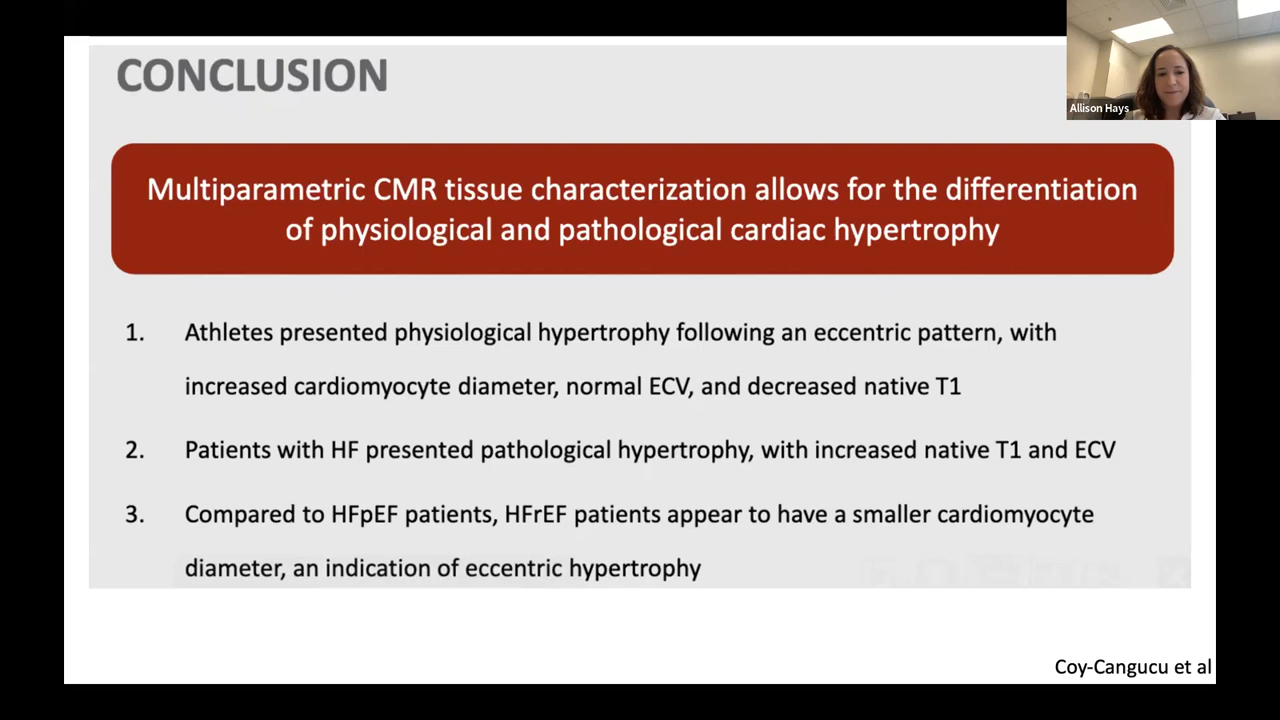 CONCLUSION
Allison Hays
Multiparametric CMR tissue characterization allows for the differentiation
of physiological and pathological cardiac hypertrophy
1. Athletes presented physiological hypertrophy following an eccentric pattern, with
increased cardiomyocyte diameter, normal ECV, and decreased native T1
2. Patients with HF presented pathological hypertrophy, with increased native T1 and ECV
3. Compared to HFpEF patients, HFrEF patients appear to have a smaller cardiomyocyte
diameter, an indication of eccentric hypertrophy
Coy-Cangucu et al